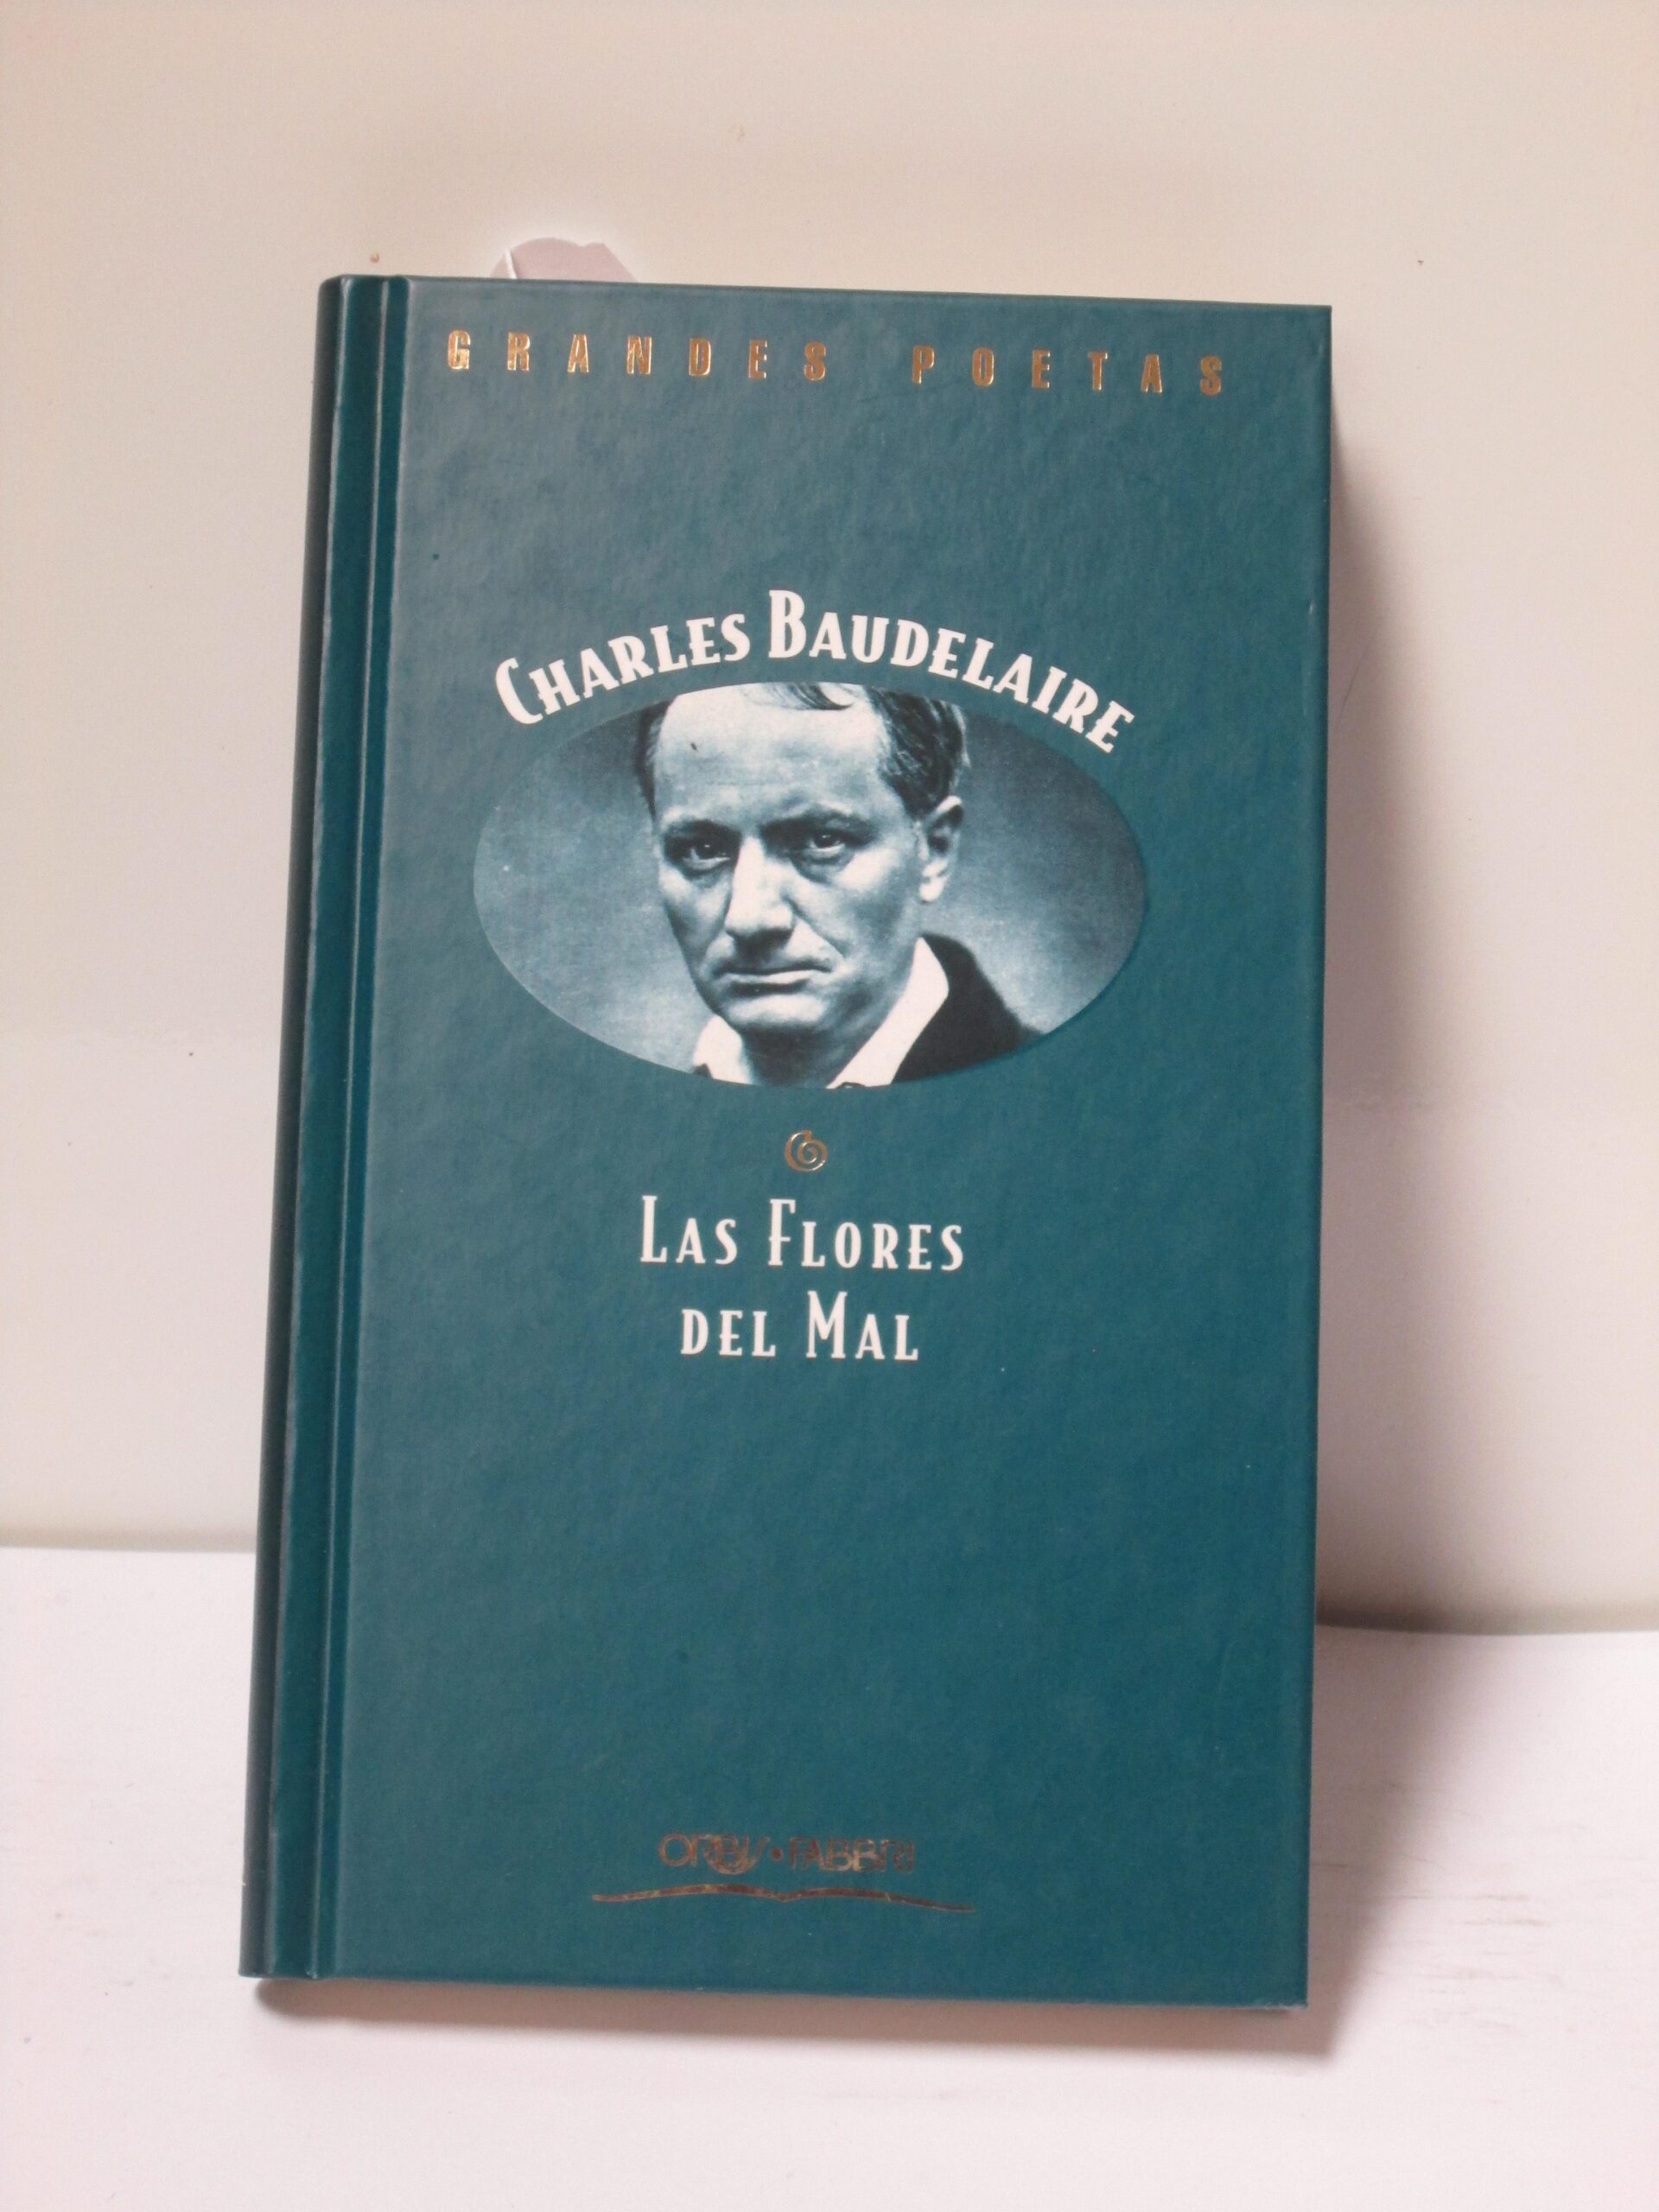 GRANDES POETAS
CHARLES BAUDELAIRE
LAS FLORES
DEL MAL
ORBIS • FABBRI